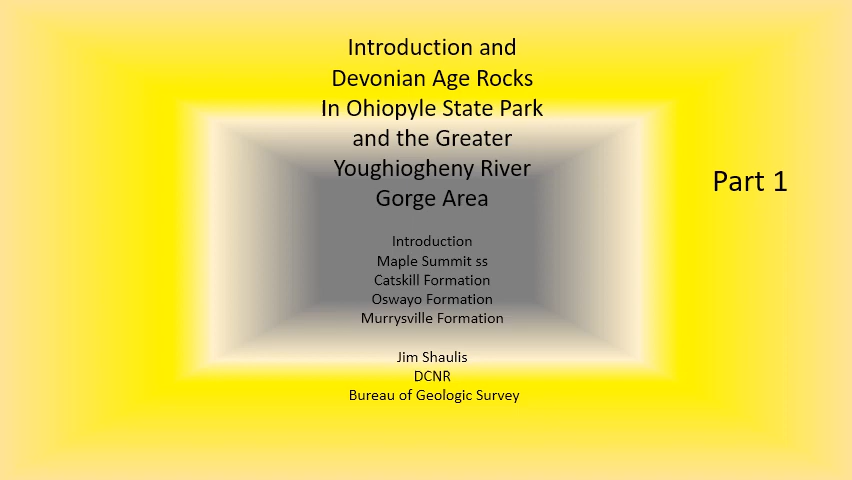 Introduction and
Devonian Age Rocks
In Ohiopyle State Park
and the Greater
Youghiogheny River
Gorge Area
Part 1
Introduction
Maple Summit ss
Catskill Formation
Oswayo Formation
Murrysville Formation
Jim Shaulis
DCNR
Bureau of Geologic Survey